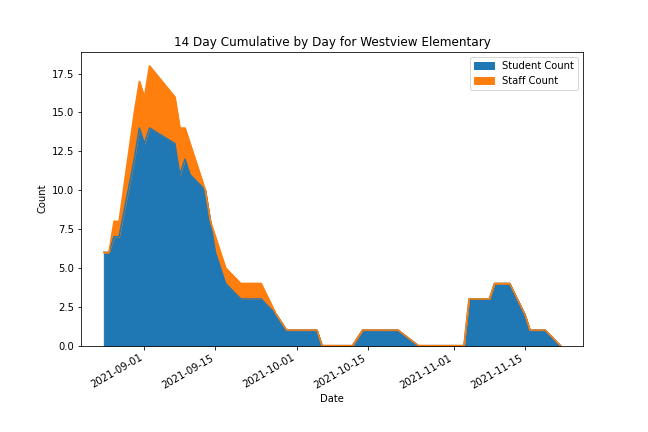 14 Day Cumulative by Day for Westview Elementary
Student Count
Staff Count
17.5
15.0
12.5
10.0
7.5
5.0
2.5
0.0
Count
2021-09-01
2021-09-15
2021-10-01
2021-10-15
2021-11-01
2021-11-15
Date